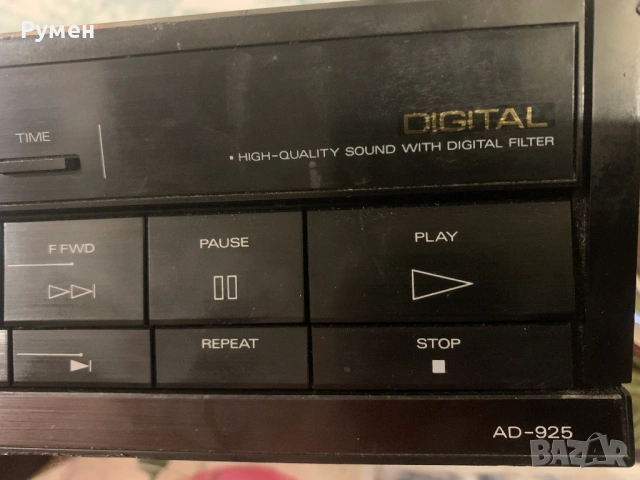 Румен
TIME
DIGITAL
• HIGH-QUALITY SOUND WITH DIGITAL FILTER
F FWD
PAUSE
PLAY
REPEAT
STOP
AD-925
BAZAR